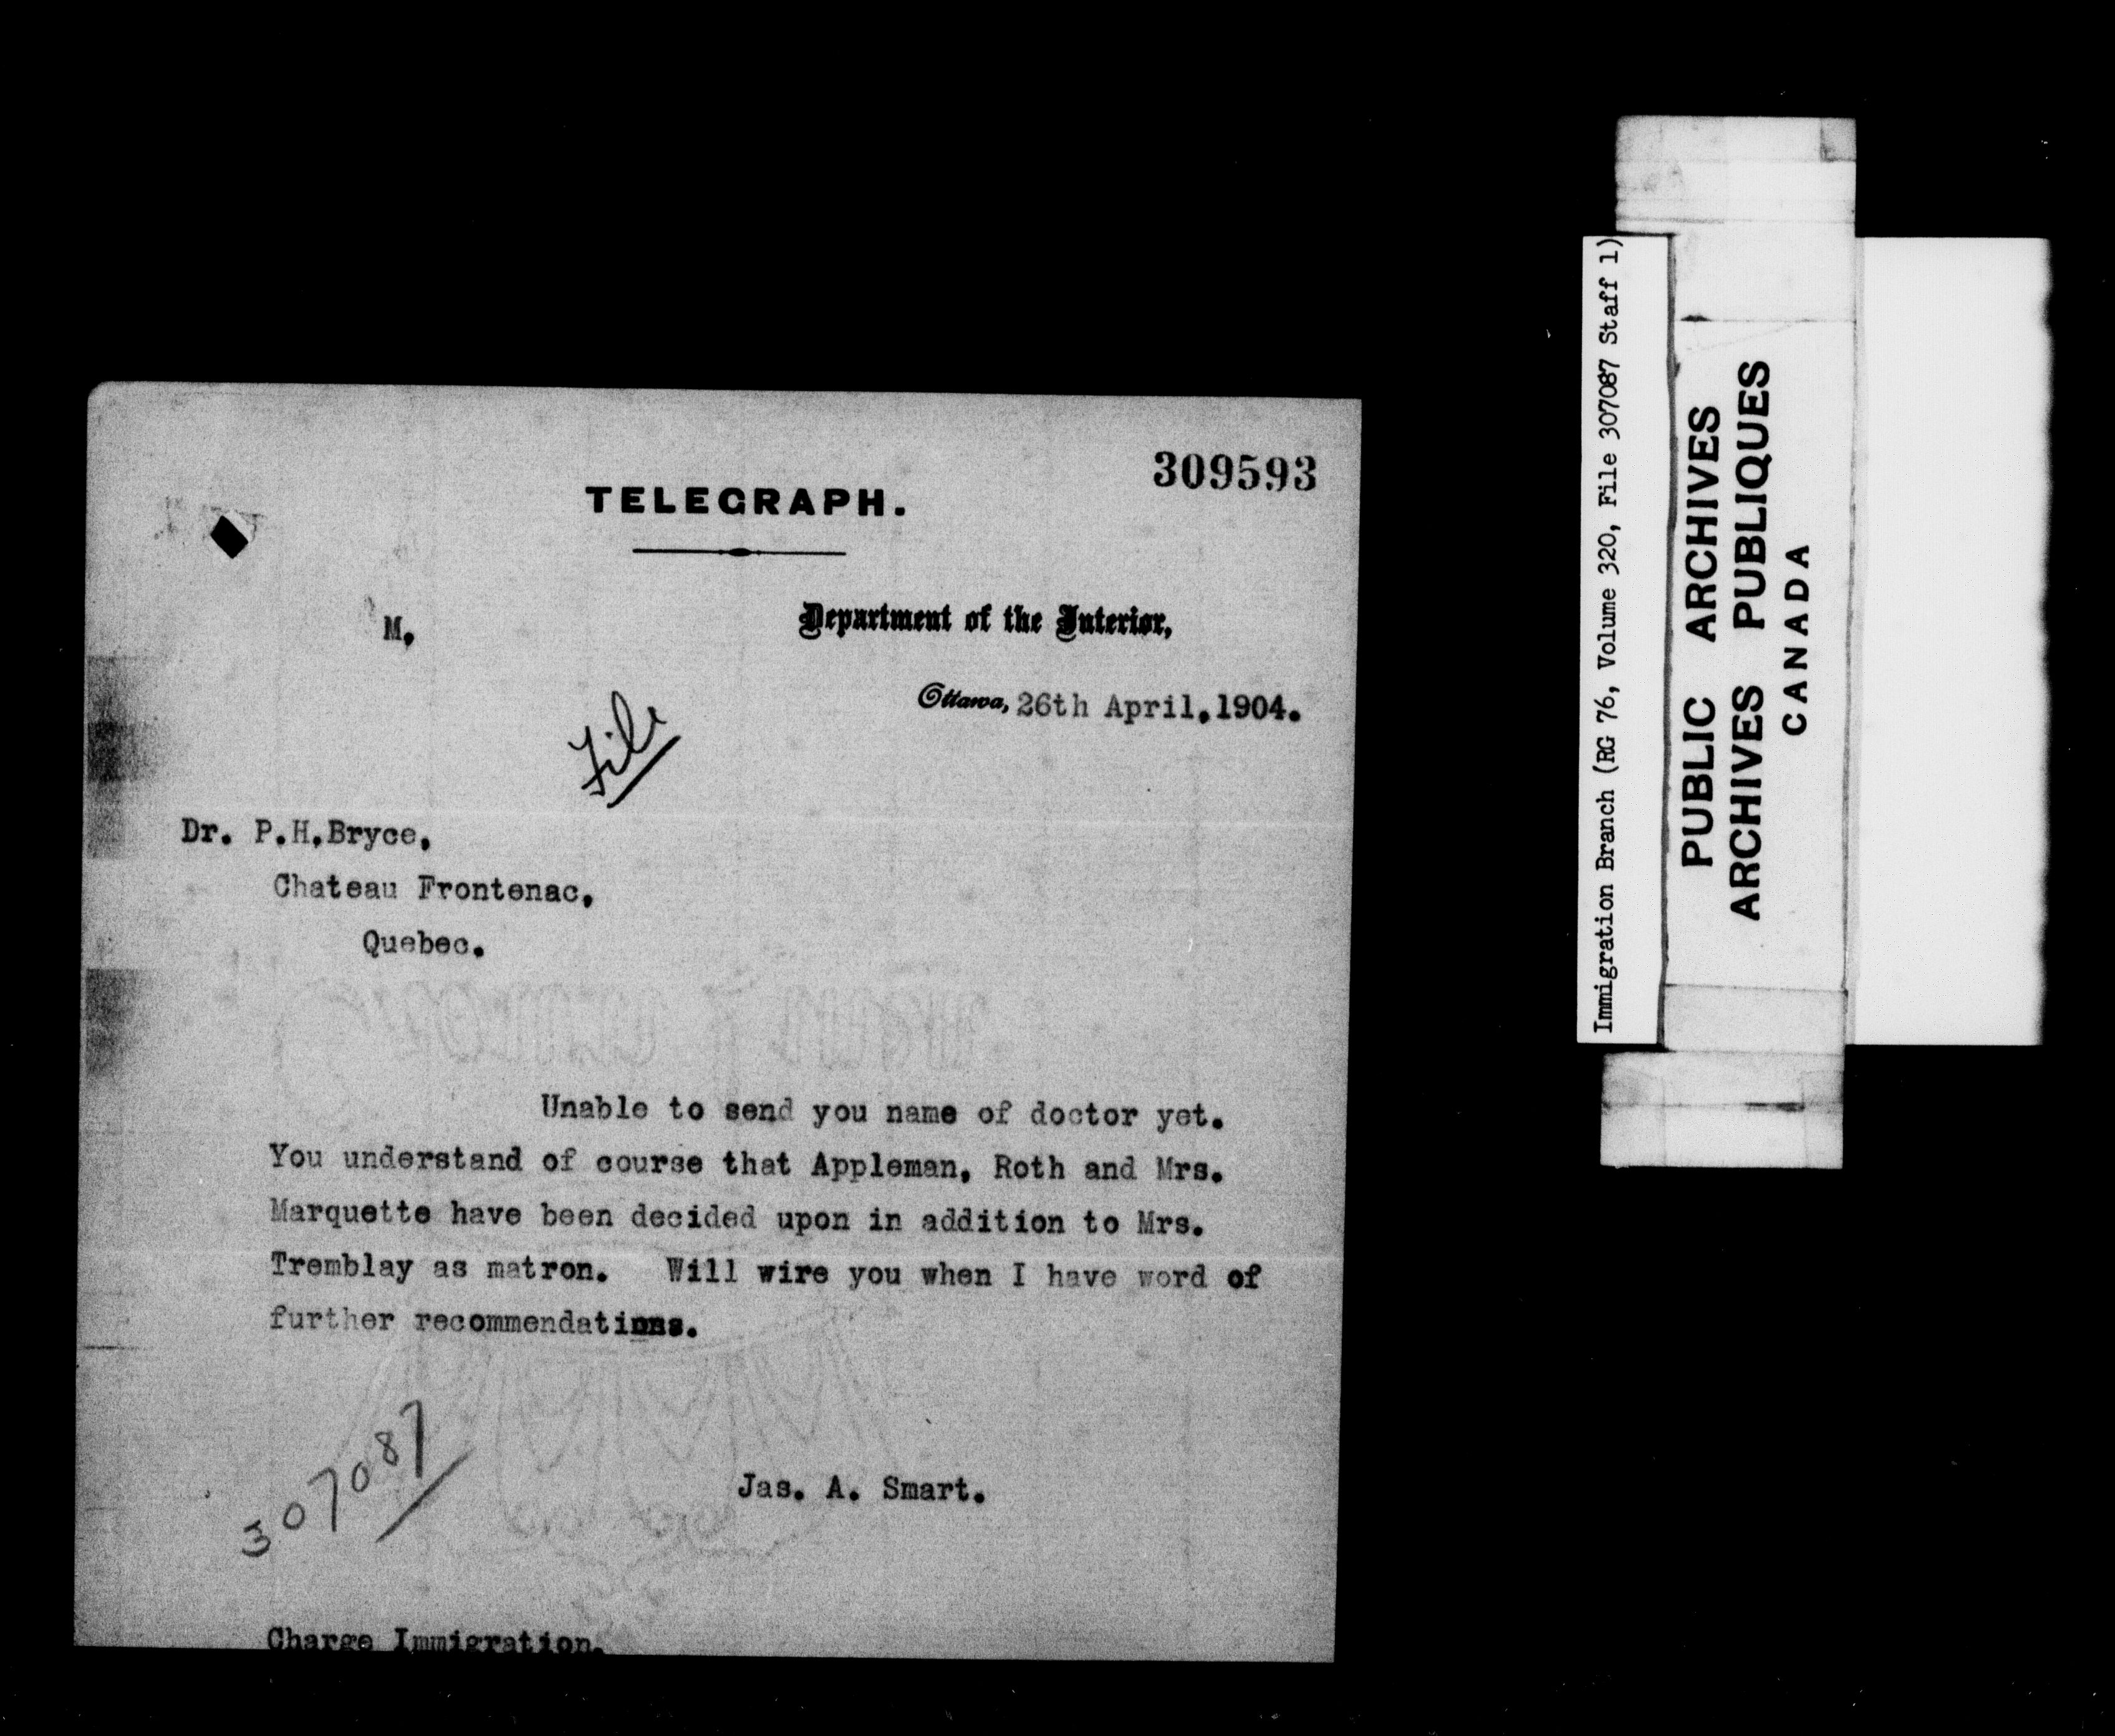 309593
TELEGRAPH.
M.
Department of the Interior,
Ottawa, 26th April, 1904.
File
Dr. P.H.Bryce,
Chateau Frontenac,
Quebec.
Unable to send you name of doctor yet.
You understand of course that Appleman, Roth and Mrs.
Marquette have been decided upon in addition to Mrs.
Tremblay as matron. Will wire you when I have word of
further recommendations.
307087
Jas. A. Smart.
Charge Immigration.
Immigration Branch (RG 76, Volume 320, File 307087 Staff 1)
PUBLIC ARCHIVES
ARCHIVES PUBLIQUES
CANADA